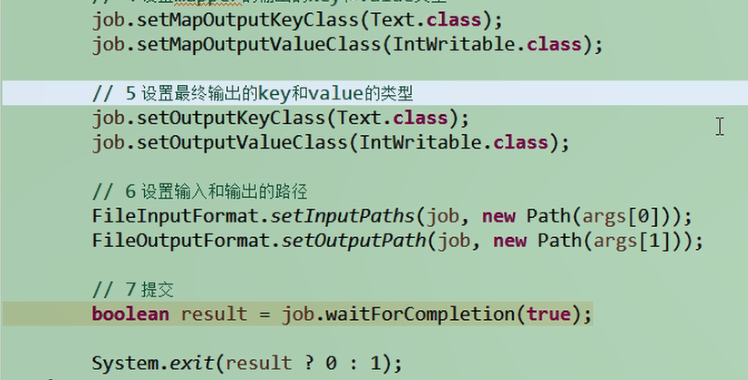 job.setMapOutputKeyClass(Text.class);
job.setMapOutputValueClass(IntWritable.class);
// 5 设置最终输出的key和value的类型
job.setOutputKeyClass(Text.class);
job.setOutputValueClass(IntWritable.class);
// 6 设置输入和输出的路径
FileInputFormat.setInputPaths(job, new Path(args[0]));
FileOutputFormat.setOutputPath(job, new Path(args[1]));
// 7 提交
boolean result = job.waitForCompletion(true);
System.exit(result ? 0 : 1);